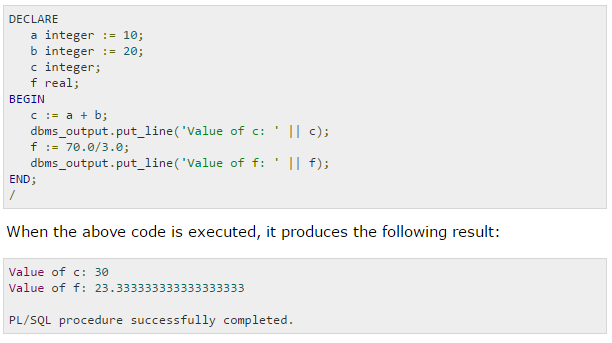 DECLARE
   a integer := 10;
   b integer := 20;
   c integer;
   f real;
BEGIN
   c := a + b;
   dbms_output.put_line('Value of c: ' || c);
   f := 70.0/3.0;
   dbms_output.put_line('Value of f: ' || f);
END;
/
When the above code is executed, it produces the following result:
Value of c: 30
Value of f: 23.333333333333333333

PL/SQL procedure successfully completed.